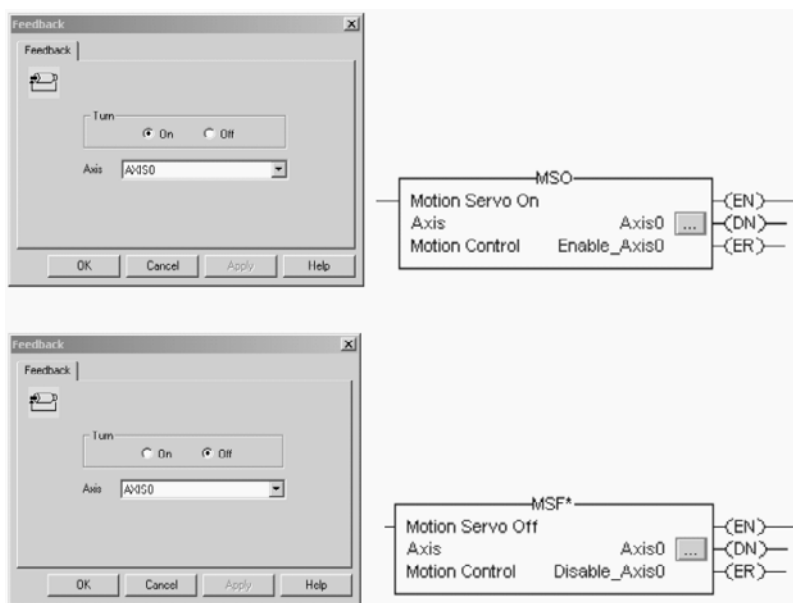 Feedback
Feedback
Turn
On Off
Axis AXIS0
OK Cancel Apply Help
MSO
Motion Servo On
Axis Axis0 ...
Motion Control Enable_Axis0
(EN)
(DN)
(ER)
Feedback
Feedback
Turn
On Off
Axis AXIS0
OK Cancel Apply Help
MSF*
Motion Servo Off
Axis Axis0 ...
Motion Control Disable_Axis0
(EN)
(DN)
(ER)